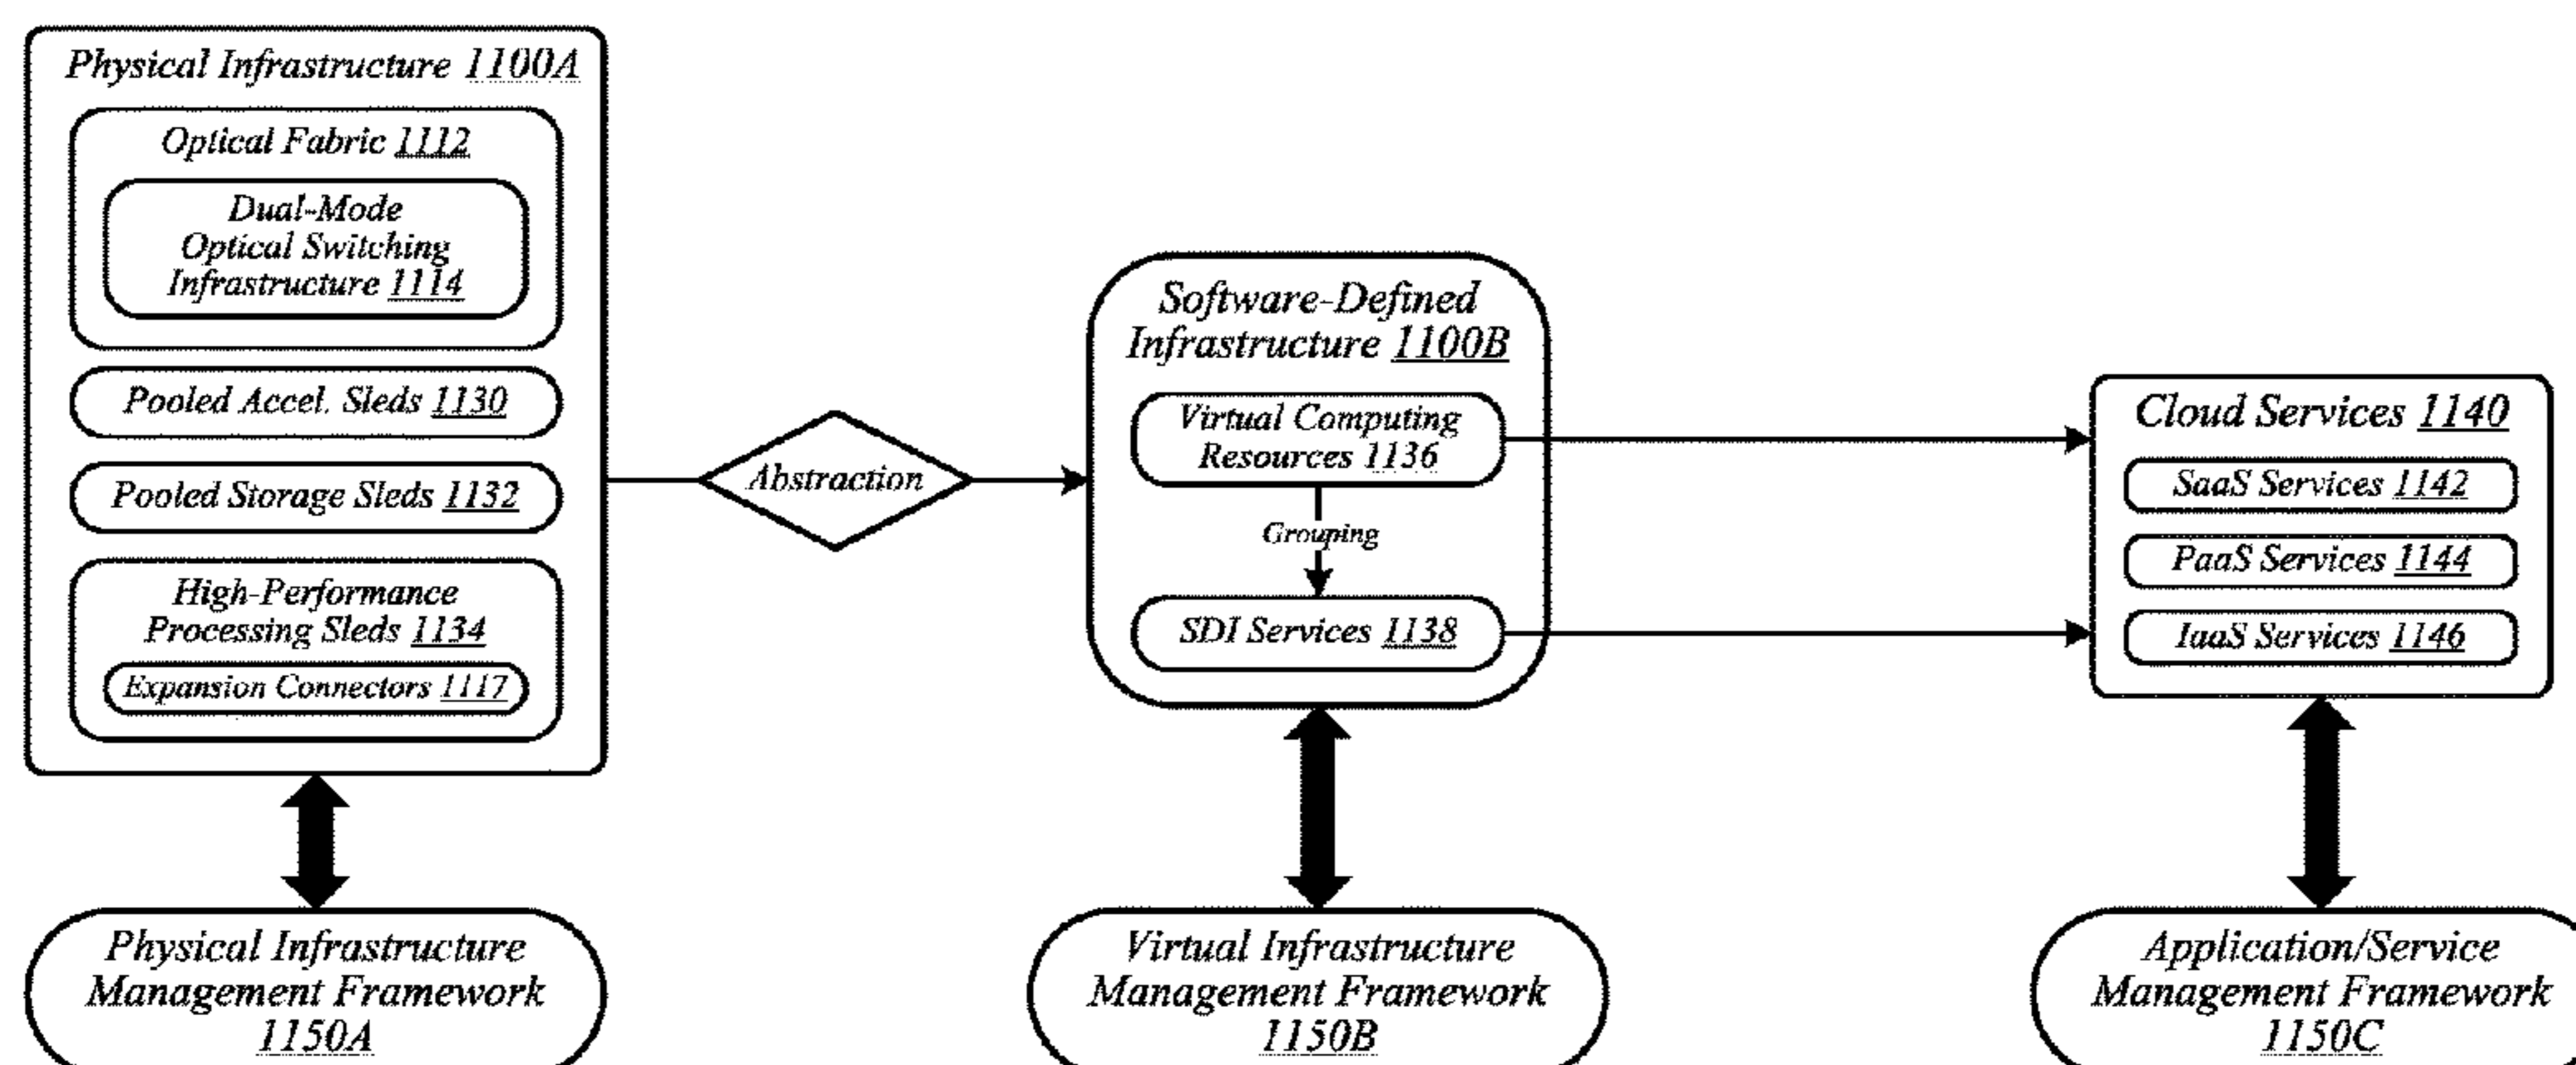 Physical Infrastructure 1100A
Optical Fabric 1112
Dual-Mode
Optical Switching
Infrastructure 1114
Pooled Accel. Sleds 1130
Pooled Storage Sleds 1132
High-Performance
Processing Sleds 1134
Expansion Connectors 1117
Physical Infrastructure
Management Framework
1150A
Abstraction
Software-Defined
Infrastructure 1100B
Virtual Computing
Resources 1136
Grouping
SDI Services 1138
Virtual Infrastructure
Management Framework
1150B
Cloud Services 1140
SaaS Services 1142
PaaS Services 1144
IaaS Services 1146
Application/Service
Management Framework
1150C